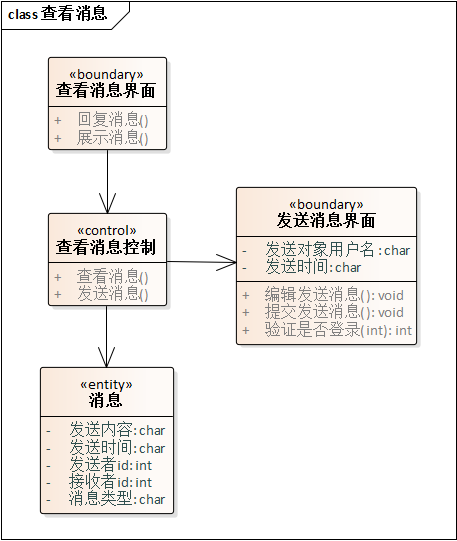 class 查看消息
«boundary»
查看消息界面
+ 回复消息()
+ 展示消息()
«control»
查看消息控制
+ 查看消息()
+ 发送消息()
«boundary»
发送消息界面
- 发送对象用户名: char
- 发送时间: char
+ 编辑发送消息(): void
+ 提交发送消息(): void
+ 验证是否登录(int): int
«entity»
消息
- 发送内容: char
- 发送时间: char
- 发送者id: int
- 接收者id: int
- 消息类型: char